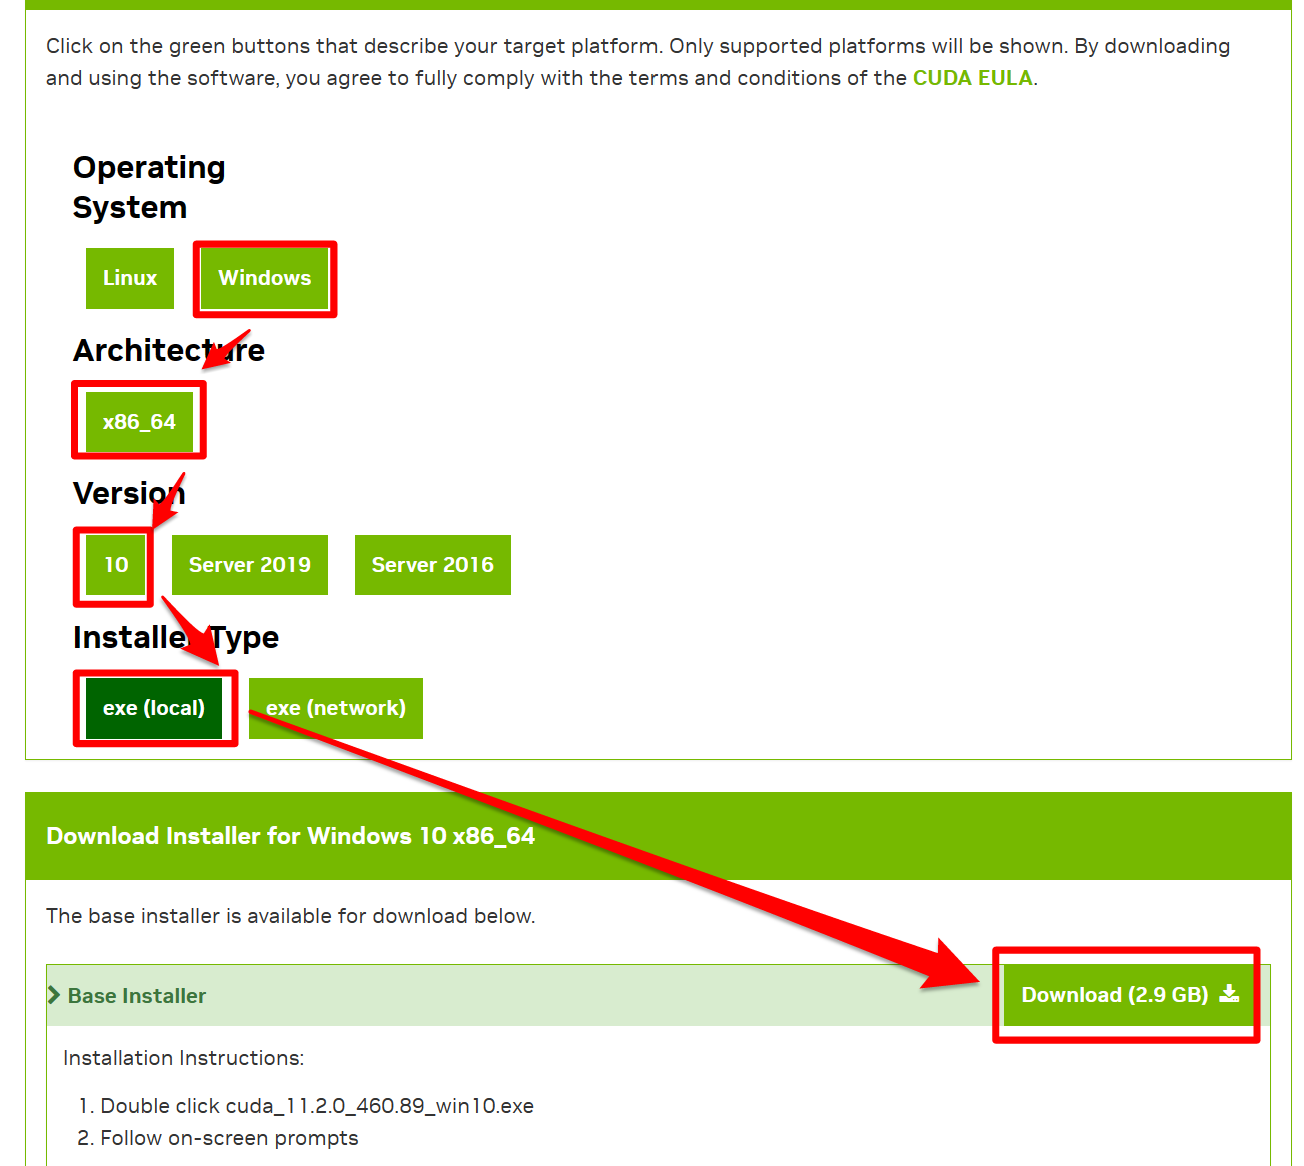 Click on the green buttons that describe your target platform. Only supported platforms will be shown. By downloading
and using the software, you agree to fully comply with the terms and conditions of the CUDA EULA.
Operating
System
Linux Windows
Architecture
x86_64
Version
10 Server 2019 Server 2016
Installer Type
exe (local) exe (network)
Download Installer for Windows 10 x86_64
The base installer is available for download below.
Base Installer Download (2.9 GB)
Installation Instructions:
1. Double click cuda_11.2.0_460.89_win10.exe
2. Follow on-screen prompts